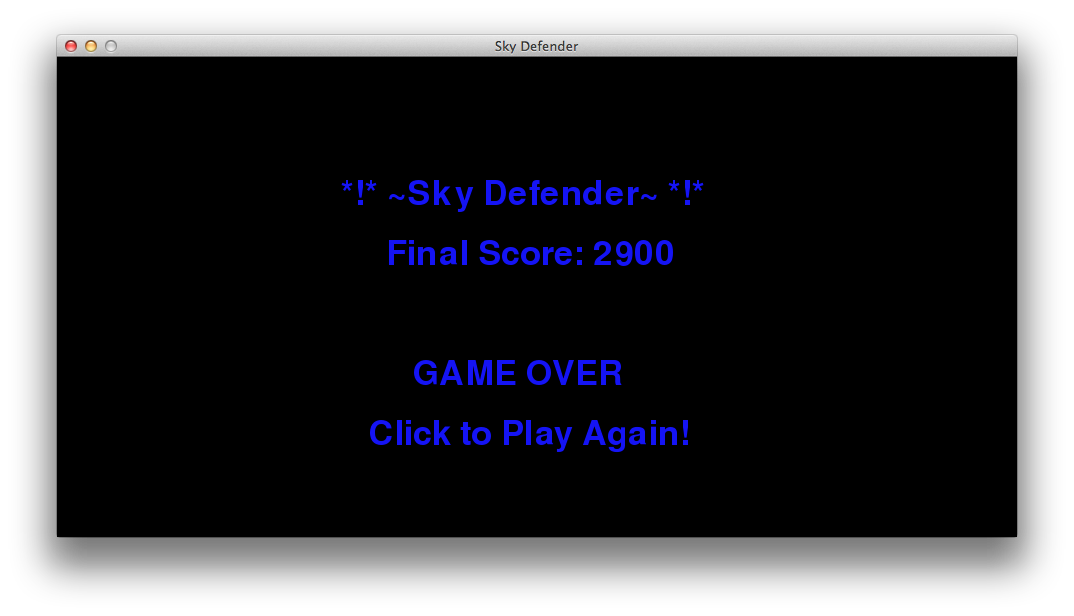 Sky Defender
*!* ~Sky Defender~ *!*
Final Score: 2900
GAME OVER
Click to Play Again!